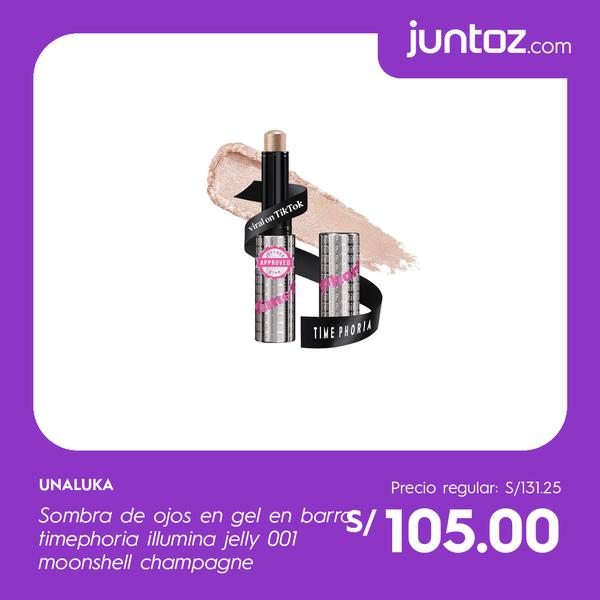 juntoz.com
viral on TikTok
APPROVED
TIME PHORIA
UNALUKA
Sombra de ojos en gel en barra
timephoria illumina jelly 001
moonshell champagne
Precio regular: S/131.25
S/ 105.00